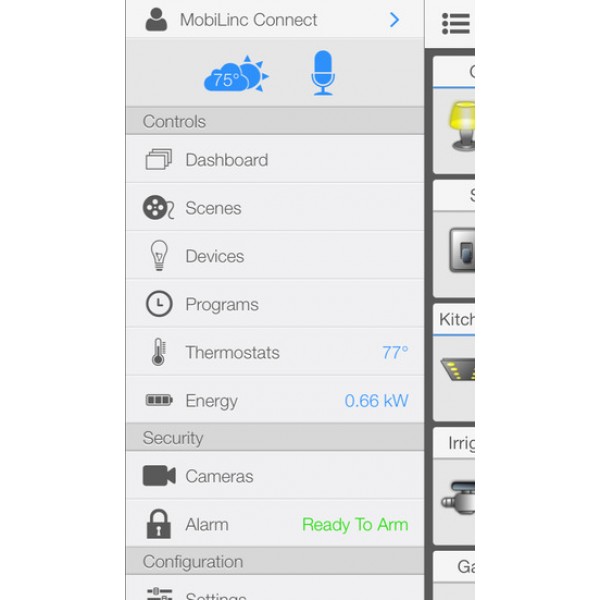 MobiLinc Connect
75°
Controls
Dashboard
Scenes
Devices
Programs
Thermostats 77°
Energy 0.66 kW
Security
Cameras
Alarm Ready To Arm
Configuration
Settings
Kitch
Irrig
Ga